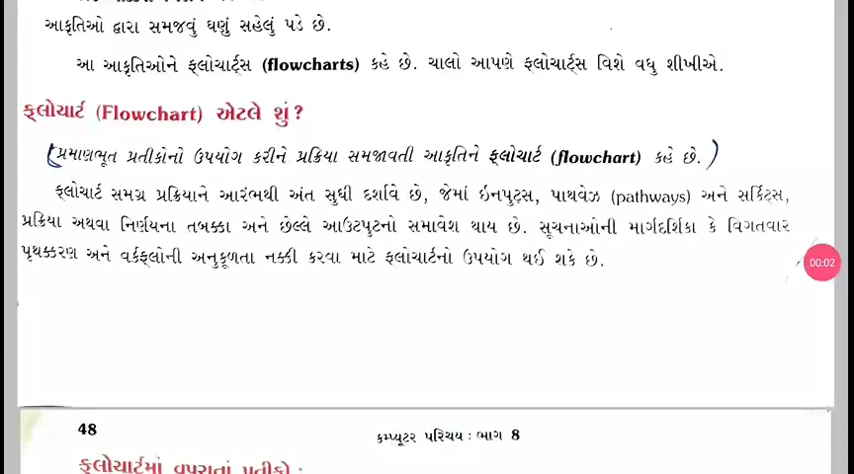 આકૃતિઓ દ્વારા સમજવું ઘણું સહેલું પડે છે.
આ આકૃતિઓને ફ્લોચાર્ટ્સ (flowcharts) કહે છે. ચાલો આપણે ફ્લોચાર્ટ્સ વિશે વધુ શીખીએ.
ફ્લોચાર્ટ (Flowchart) એટલે શું?
(પ્રમાણભૂત પ્રતીકોનો ઉપયોગ કરીને પ્રક્રિયા સમજાવતી આકૃતિને ફ્લોચાર્ટ (flowchart) કહે છે.)
ફ્લોચાર્ટ સમગ્ર પ્રક્રિયાને આરંભથી અંત સુધી દર્શાવે છે, જેમાં ઇનપુટ્સ, પાથવેઝ (pathways) અને સર્કિટ્સ,
પ્રક્રિયા અથવા નિર્ણયના તબક્કા અને છેલ્લે આઉટપુટનો સમાવેશ થાય છે. સૂચનાઓની માર્ગદર્શિકા કે વિગતવાર
પૃથક્કરણ અને વર્કફ્લોની અનુકૂળતા નક્કી કરવા માટે ફ્લોચાર્ટનો ઉપયોગ થઈ શકે છે.
00:02
48
કમ્પ્યૂટર પરિચય : ભાગ 8
ફ્લોચાર્ટમાં વપરાતાં પ્રતીકો :